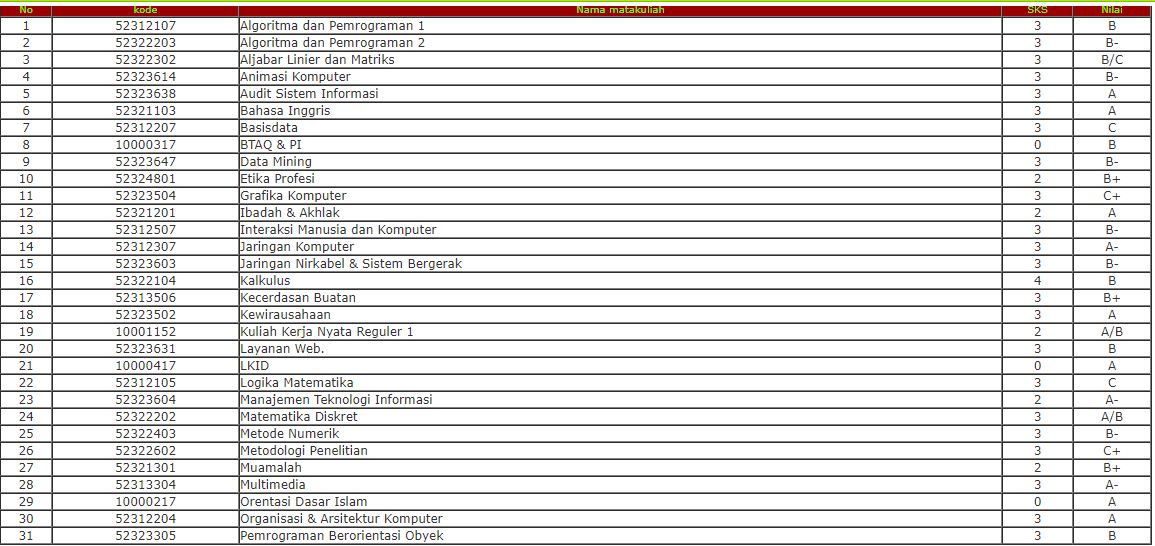 No kode Nama matakuliah SKS Nilai
1 52312107 Algoritma dan Pemrograman 1 3 B
2 52322203 Algoritma dan Pemrograman 2 3 B-
3 52322302 Aljabar Linier dan Matriks 3 B/C
4 52323614 Animasi Komputer 3 B-
5 52323638 Audit Sistem Informasi 3 A
6 52321103 Bahasa Inggris 3 A
7 52312207 Basisdata 3 C
8 10000317 BTAQ & PI 0 B
9 52323647 Data Mining 3 B-
10 52324801 Etika Profesi 2 B+
11 52323504 Grafika Komputer 3 C+
12 52321201 Ibadah & Akhlak 2 A
13 52312507 Interaksi Manusia dan Komputer 3 B-
14 52312307 Jaringan Komputer 3 A-
15 52323603 Jaringan Nirkabel & Sistem Bergerak 3 B-
16 52322104 Kalkulus 4 B
17 52313506 Kecerdasan Buatan 3 B+
18 52323502 Kewirausahaan 3 A
19 10001152 Kuliah Kerja Nyata Reguler 1 2 A/B
20 52323631 Layanan Web. 3 B
21 10000417 LKID 0 A
22 52312105 Logika Matematika 3 C
23 52323604 Manajemen Teknologi Informasi 2 A-
24 52322202 Matematika Diskret 3 A/B
25 52322403 Metode Numerik 3 B-
26 52322602 Metodologi Penelitian 3 C+
27 52321301 Muamalah 2 B+
28 52313304 Multimedia 3 A-
29 10000217 Orentasi Dasar Islam 0 A
30 52312204 Organisasi & Arsitektur Komputer 3 A
31 52323305 Pemrograman Berorientasi Obyek 3 B